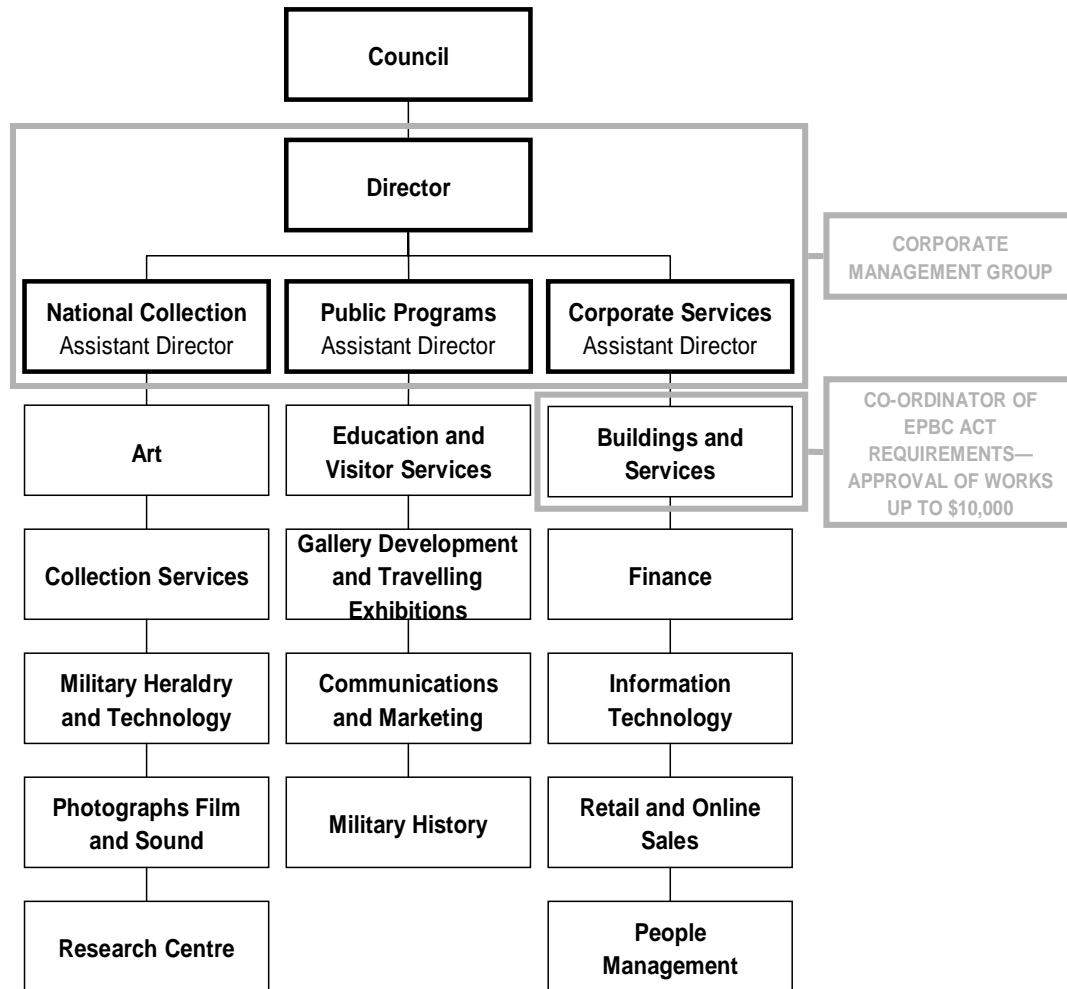 Council
Director
CORPORATE
MANAGEMENT GROUP
National Collection
Assistant Director
Public Programs
Assistant Director
Corporate Services
Assistant Director
Art
Education and
Visitor Services
Buildings and
Services
CO-ORDINATOR OF
EPBC ACT
REQUIREMENTS—
APPROVAL OF WORKS
UP TO $10,000
Collection Services
Gallery Development
and Travelling
Exhibitions
Finance
Military Heraldry
and Technology
Communications
and Marketing
Information
Technology
Photographs Film
and Sound
Military History
Retail and Online
Sales
Research Centre
People
Management